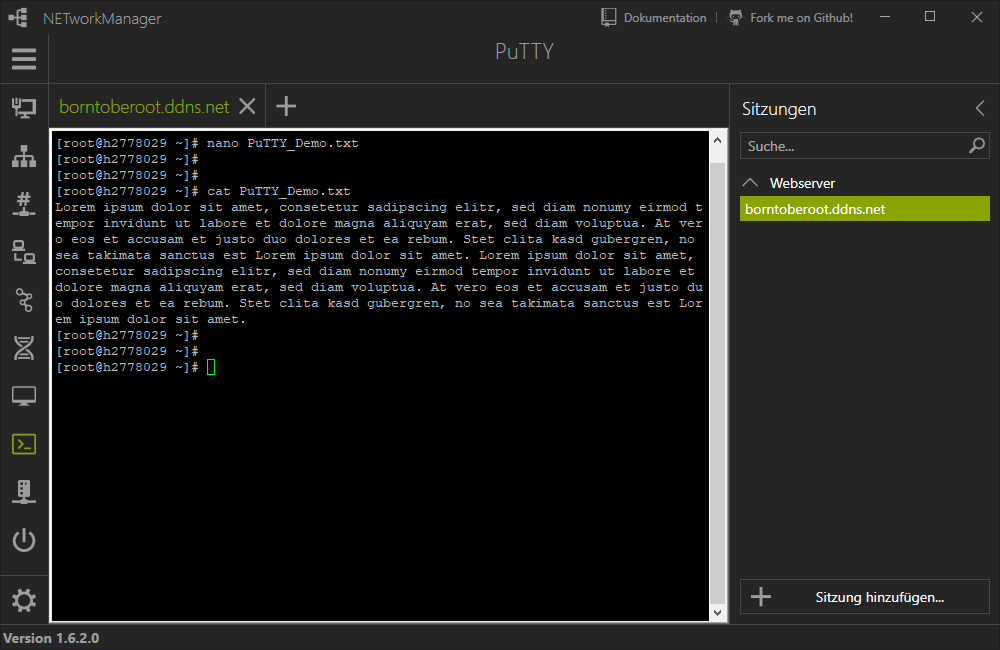 NETworkManager
Dokumentation
Fork me on Github!
PuTTY
borntoberoot.ddns.net
[root@h2778029 ~]# nano PuTTY_Demo.txt
[root@h2778029 ~]#
[root@h2778029 ~]#
[root@h2778029 ~]# cat PuTTY_Demo.txt
Lorem ipsum dolor sit amet, consetetur sadipscing elitr, sed diam nonumy eirmod t
empor invidunt ut labore et dolore magna aliquyam erat, sed diam voluptua. At ver
o eos et accusam et justo duo dolores et ea rebum. Stet clita kasd gubergren, no
sea takimata sanctus est Lorem ipsum dolor sit amet. Lorem ipsum dolor sit amet,
consetetur sadipscing elitr, sed diam nonumy eirmod tempor invidunt ut labore et
dolore magna aliquyam erat, sed diam voluptua. At vero eos et accusam et justo du
o dolores et ea rebum. Stet clita kasd gubergren, no sea takimata sanctus est Lor
em ipsum dolor sit amet.
[root@h2778029 ~]#
[root@h2778029 ~]#
[root@h2778029 ~]#
Sitzungen
Suche...
Webserver
borntoberoot.ddns.net
Sitzung hinzufügen...
Version 1.6.2.0